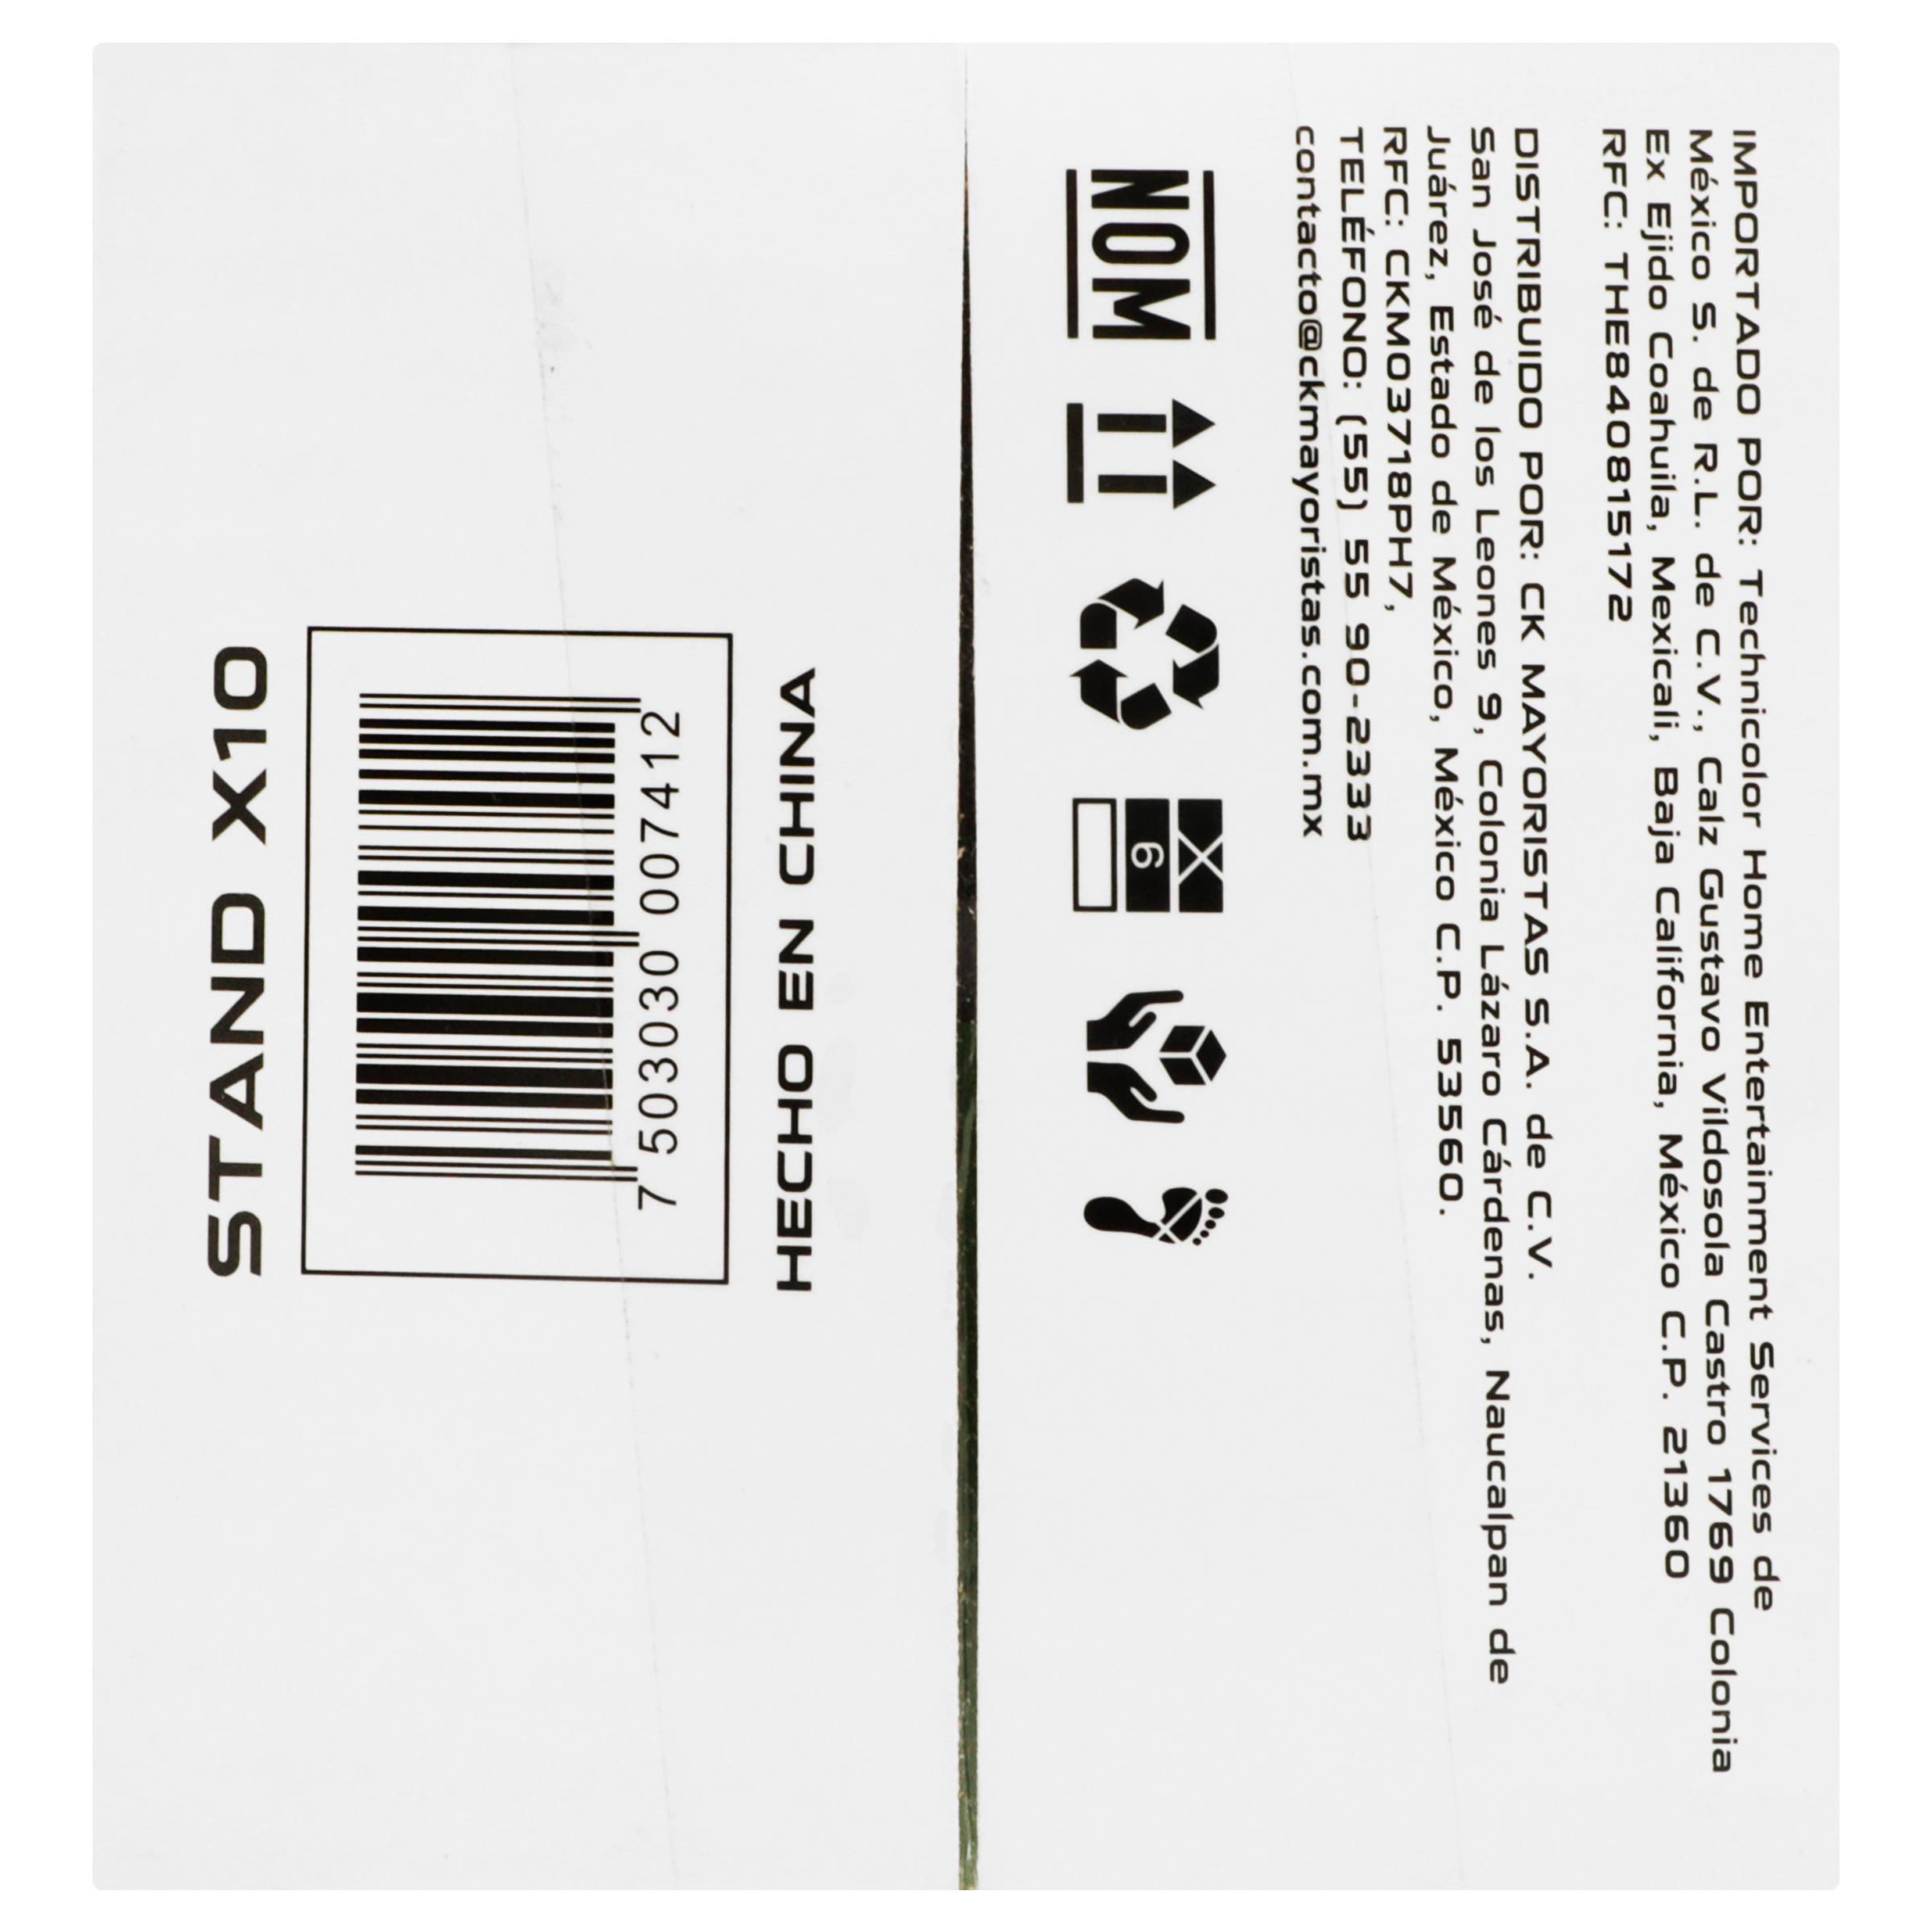 IMPORTADO POR: Technicolor Home Entertainment Services de
México S. de R.L. de C.V., Calz Gustavo Vildosola Castro 1769 Colonia
Ex Ejido Coahuila, Mexicali, Baja California, México C.P. 21360
RFC: THE840815172
DISTRIBUIDO POR: CK MAYORISTAS S.A. de C.V.
San José de los Leones 9, Colonia Lázaro Cárdenas, Naucalpan de
Juárez, Estado de México, México C.P. 53560.
RFC: CKM03718PH7,
TELÉFONO: (55) 55 90-2333
contacto@ckmayoristas.com.mx
NOM
6
HECHO EN CHINA
7 503030 007412
STAND X10